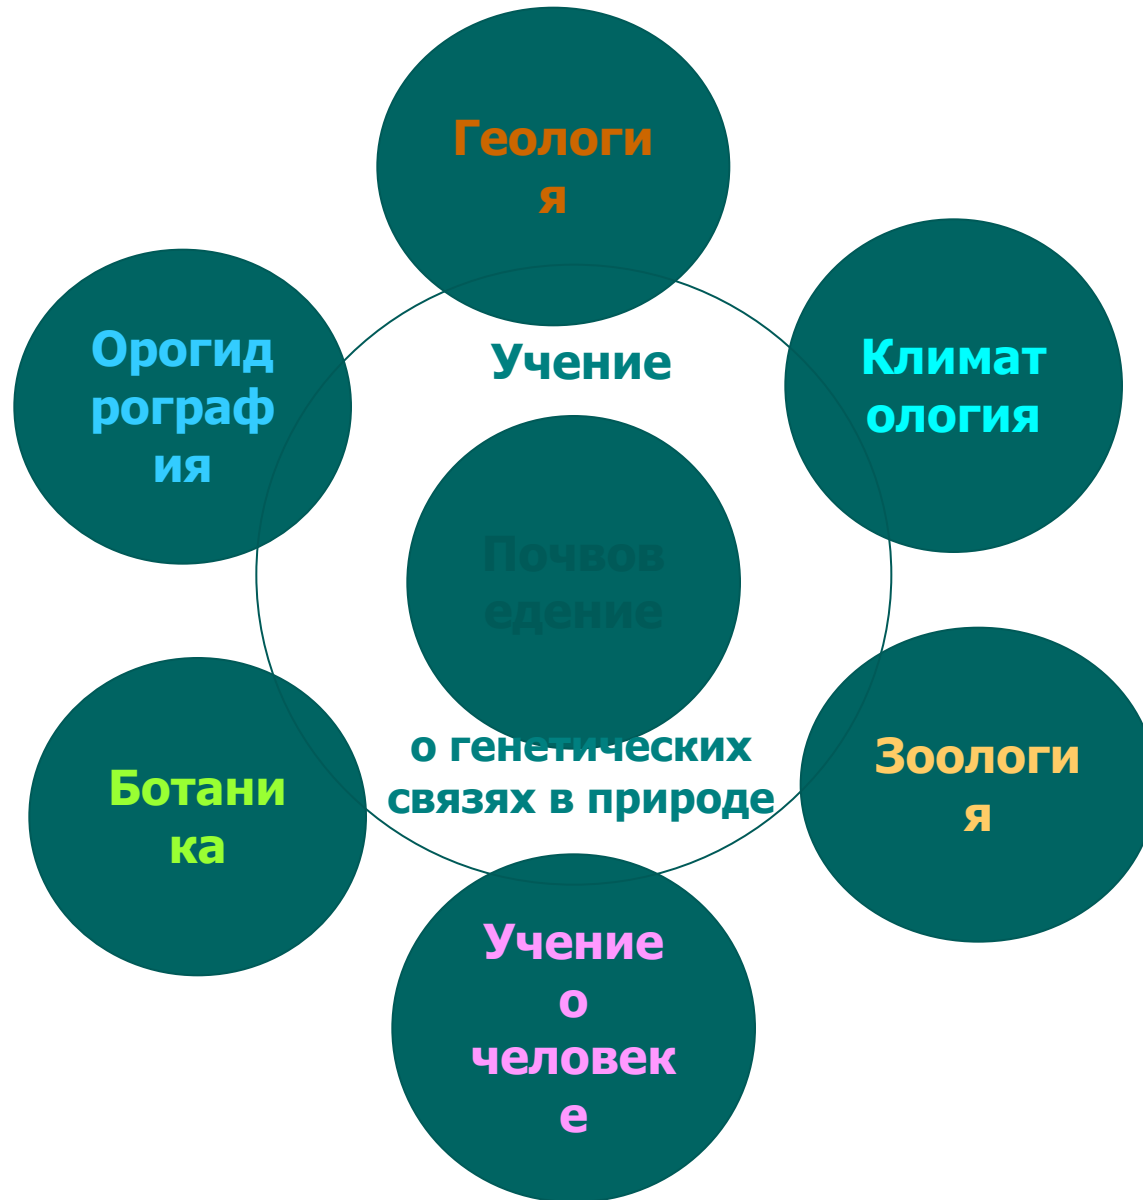 Геологи
я
Орогид
рограф
ия
Учение
Климат
ология
Почвов
едение
о генетических
связях в природе
Ботани
ка
Зоологи
я
Учение
о
человек
е